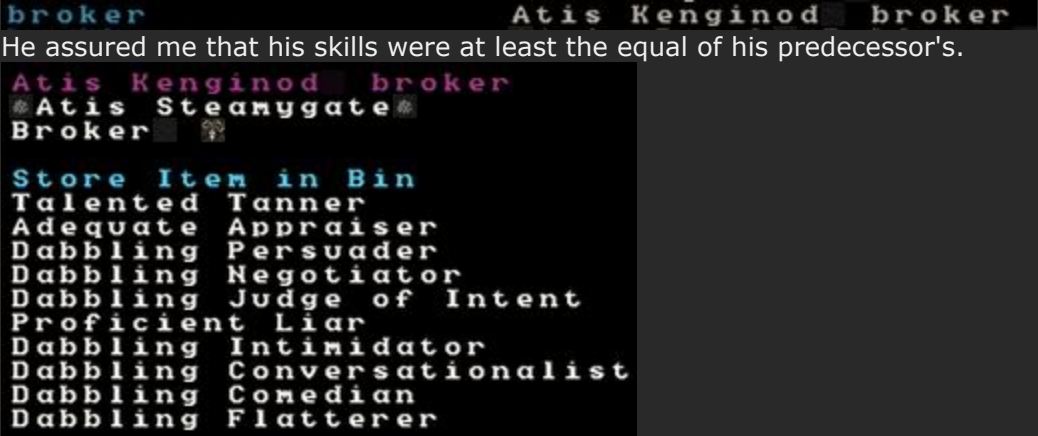 broker Atis Kenginod broker
He assured me that his skills were at least the equal of his predecessor's.
Atis Kenginod broker
☼Atis Steamygate☼
Broker
Store Item in Bin
Talented Tanner
Adequate Appraiser
Dabbling Persuader
Dabbling Negotiator
Dabbling Judge of Intent
Proficient Liar
Dabbling Intimidator
Dabbling Conversationalist
Dabbling Comedian
Dabbling Flatterer